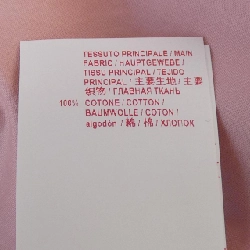 TESSUTO PRINCIPALE / MAIN
FABRIC / HAUPTGEWEBE /
TISSU PRINCIPAL / TEJIDO
PRINCIPAL / 主要生地 / 主要
织物 / ГЛАВНАЯ ТКАНЬ
100% COTONE / COTTON /
BAUMWOLLE / COTON /
algodón / 綿 / 棉 / ХЛОПОК